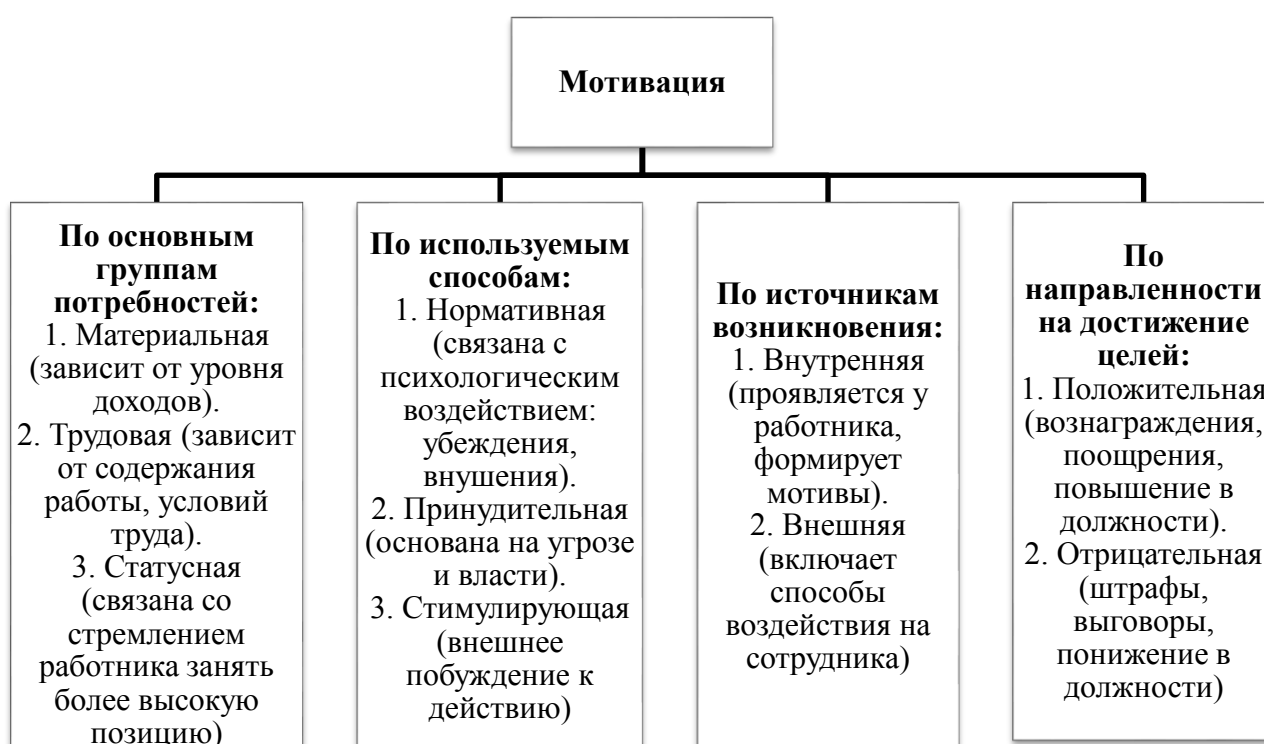 Мотивация
По основным
группам
потребностей:
1. Материальная
(зависит от уровня
доходов).
2. Трудовая (зависит
от содержания
работы, условий
труда).
3. Статусная
(связана со
стремлением
работника занять
более высокую
позицию)
По используемым
способам:
1. Нормативная
(связана с
психологическим
воздействием:
убеждения,
внушения).
2. Принудительная
(основана на угрозе
и власти).
3. Стимулирующая
(внешнее
побуждение к
действию)
По источникам
возникновения:
1. Внутренняя
(проявляется у
работника,
формирует
мотивы).
2. Внешняя
(включает
способы
воздействия на
сотрудника)
По
направленности
на достижение
целей:
1. Положительная
(вознаграждения,
поощрения,
повышение в
должности).
2. Отрицательная
(штрафы,
выговоры,
понижение в
должности)